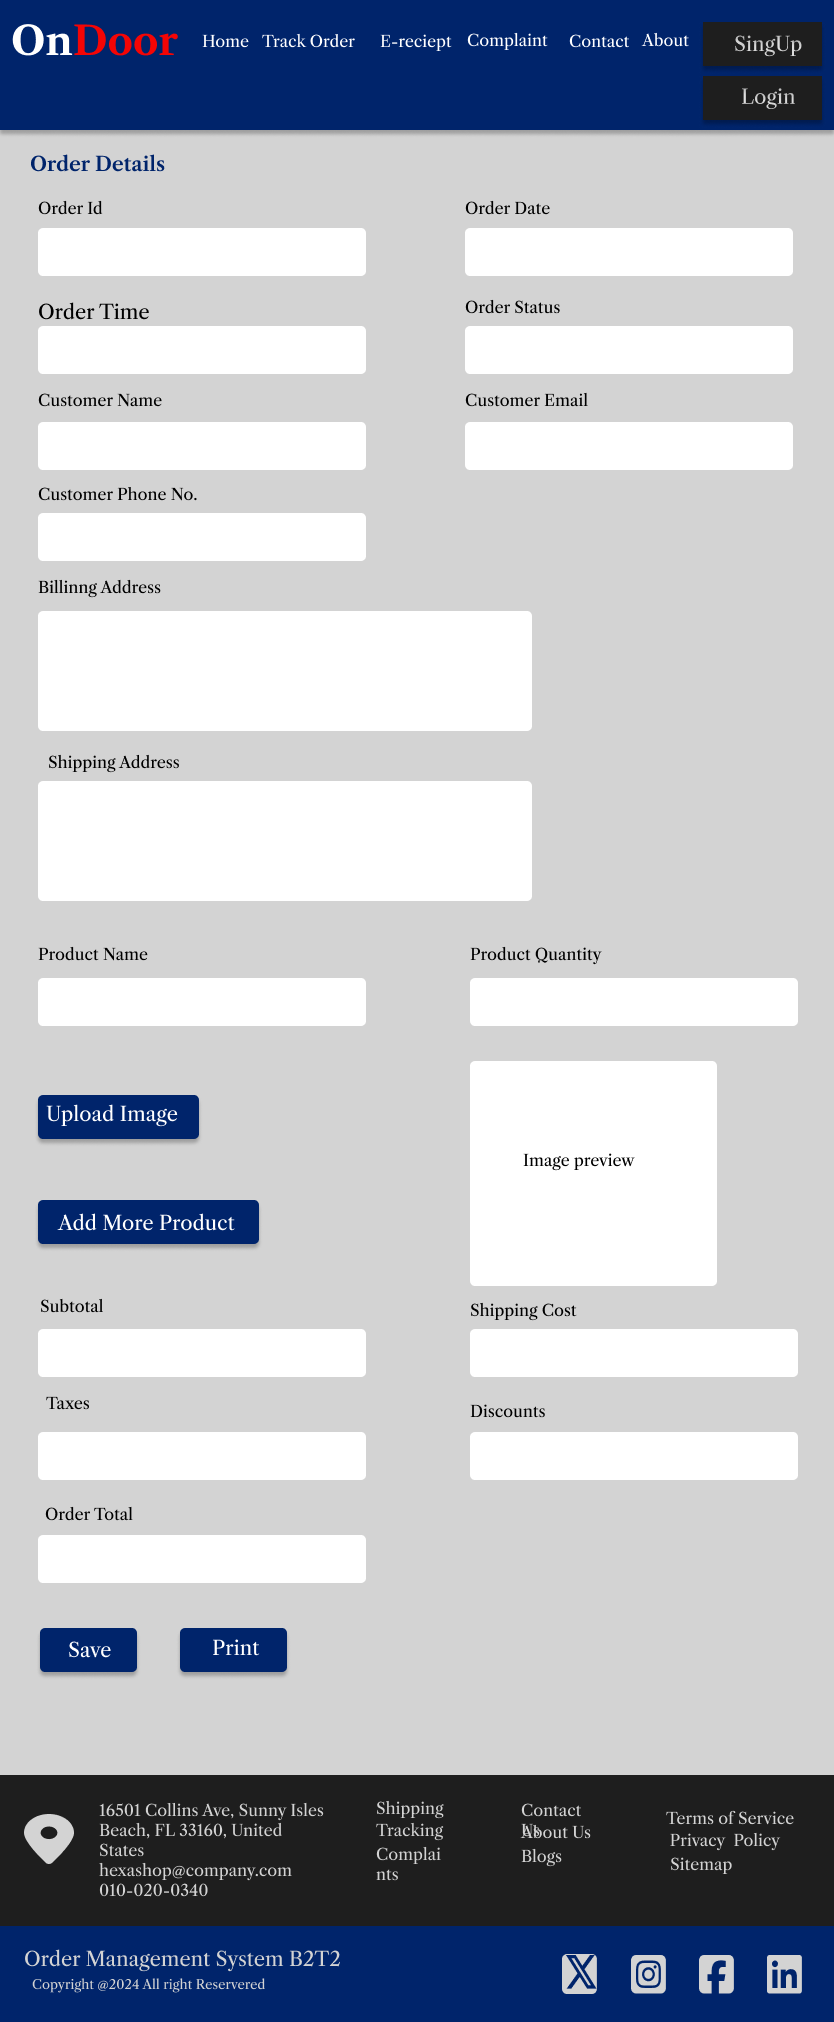 OnDoor
Home Track Order E-reciept Complaint Contact About
SingUp
Login
Order Details
Order Id
Order Date
Order Time
Order Status
Customer Name
Customer Email
Customer Phone No.
Billinng Address
Shipping Address
Product Name
Product Quantity
Upload Image
Image preview
Add More Product
Subtotal
Shipping Cost
Taxes
Discounts
Order Total
Save
Print
16501 Collins Ave, Sunny Isles
Beach, FL 33160, United
States
hexashop@company.com
010-020-0340
Shipping
Tracking
Complai
nts
Contact
Us
About Us
Blogs
Terms of Service
Privacy Policy
Sitemap
Order Management System B2T2
Copyright @2024 All right Reservered